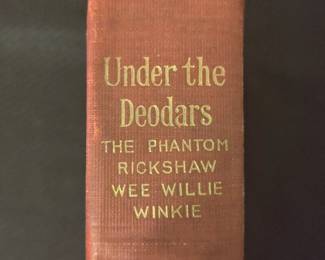 Under the
Deodars
THE PHANTOM
RICKSHAW
WEE WILLIE
WINKIE